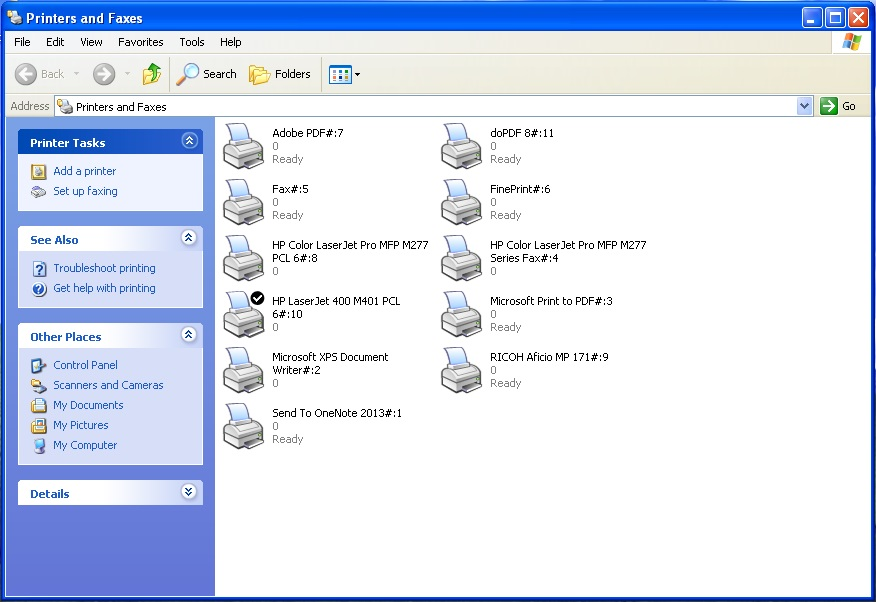 Printers and Faxes
File Edit View Favorites Tools Help
Back Search Folders
Address Printers and Faxes Go
Printer Tasks
Add a printer
Set up faxing
See Also
Troubleshoot printing
Get help with printing
Other Places
Control Panel
Scanners and Cameras
My Documents
My Pictures
My Computer
Details
Adobe PDF#:7
0
Ready
doPDF 8#:11
0
Ready
Fax#:5
0
Ready
FinePrint#:6
0
Ready
HP Color LaserJet Pro MFP M277
PCL 6#:8
0
HP Color LaserJet Pro MFP M277
Series Fax#:4
0
HP LaserJet 400 M401 PCL
6#:10
0
Microsoft Print to PDF#:3
0
Ready
Microsoft XPS Document
Writer#:2
0
RICOH Aficio MP 171#:9
0
Ready
Send To OneNote 2013#:1
0
Ready